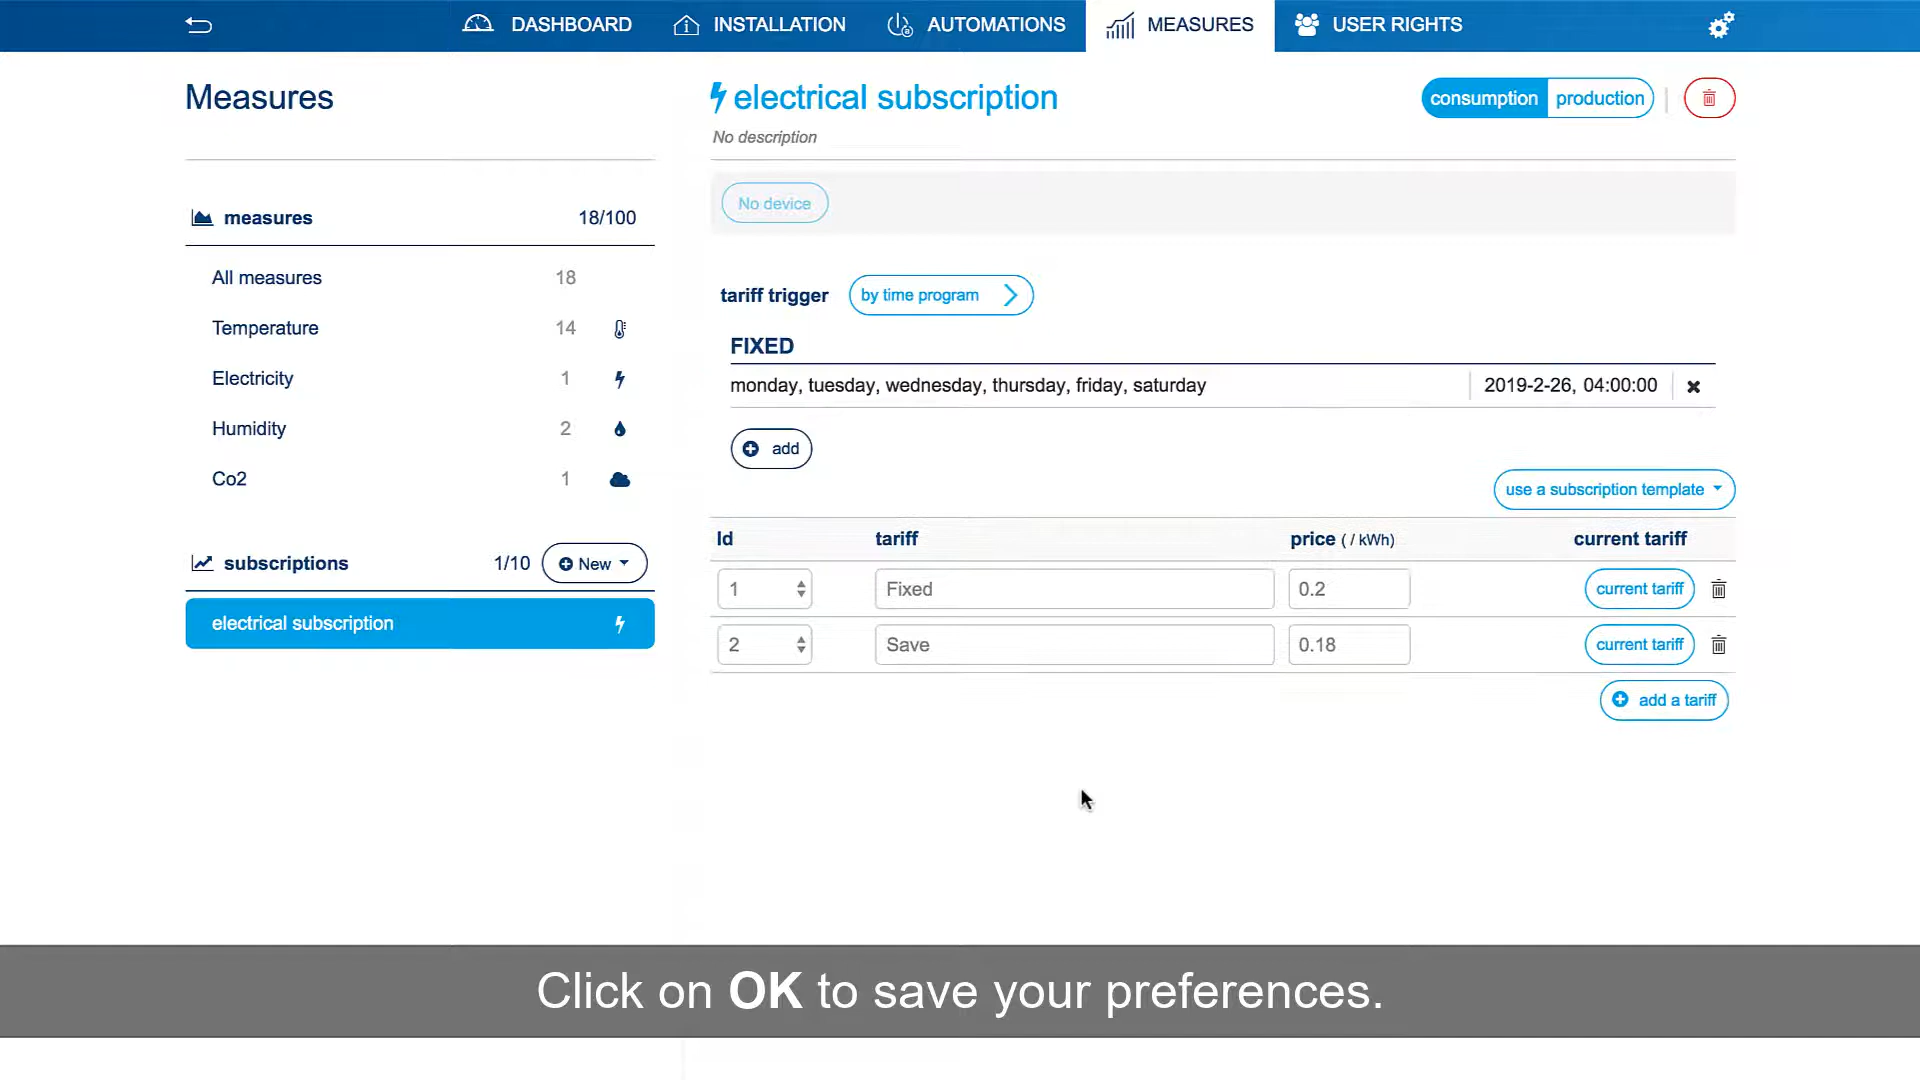 DASHBOARD INSTALLATION AUTOMATIONS MEASURES USER RIGHTS
Measures
measures 18/100
All measures 18
Temperature 14
Electricity 1
Humidity 2
Co2 1
subscriptions 1/10 New
electrical subscription
electrical subscription
consumption production
No description
No device
tariff trigger by time program
FIXED
monday, tuesday, wednesday, thursday, friday, saturday 2019-2-26, 04:00:00
add
use a subscription template
Id tariff price ( / kWh) current tariff
1 Fixed 0.2 current tariff
2 Save 0.18 current tariff
add a tariff
Click on OK to save your preferences.